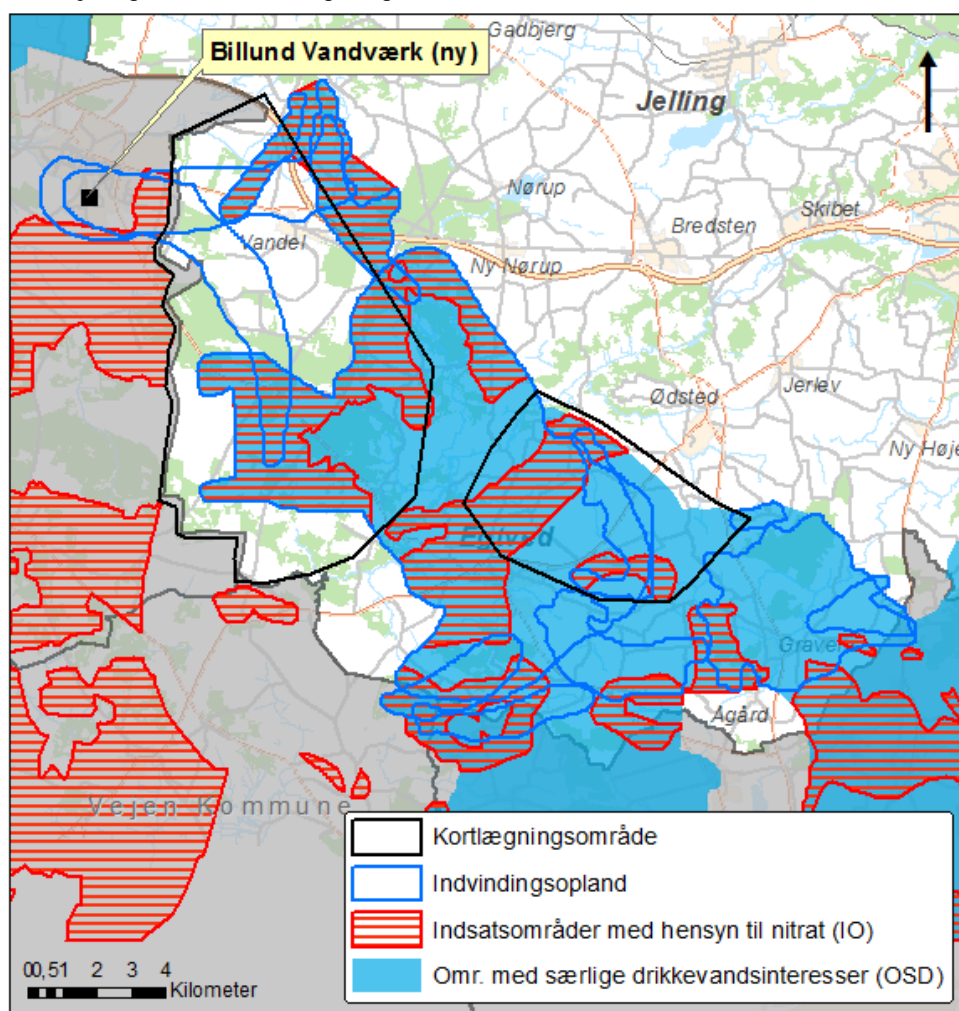 Gadbjerg
Billund Vandværk (ny)
Jelling
Nørup
Skibet
Bredsten
Vandel
Ny Nørup
Jerlev
Ødsted
Ny Høje
Egtved
Grave
Ågård
Vejen Kommune
Kortlægningsområde
Indvindingsopland
Indsatsområder med hensyn til nitrat (IO)
Omr. med særlige drikkevandsinteresser (OSD)
00,51 2 3 4
Kilometer